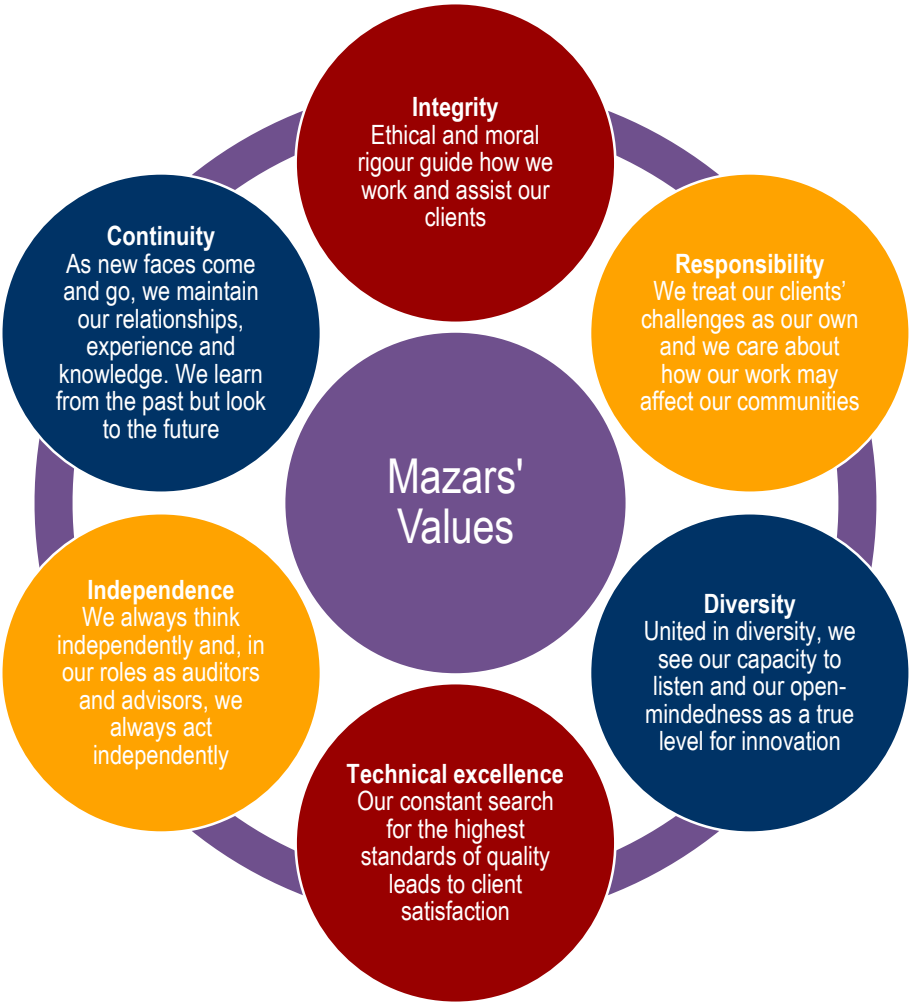 Integrity
Ethical and moral
rigour guide how we
work and assist our
clients
Responsibility
We treat our clients'
challenges as our own
and we care about
how our work may
affect our communities
Diversity
United in diversity, we
see our capacity to
listen and our open-
mindedness as a true
level for innovation
Technical excellence
Our constant search
for the highest
standards of quality
leads to client
satisfaction
Independence
We always think
independently and, in
our roles as auditors
and advisors, we
always act
independently
Continuity
As new faces come
and go, we maintain
our relationships,
experience and
knowledge. We learn
from the past but look
to the future
Mazars'
Values